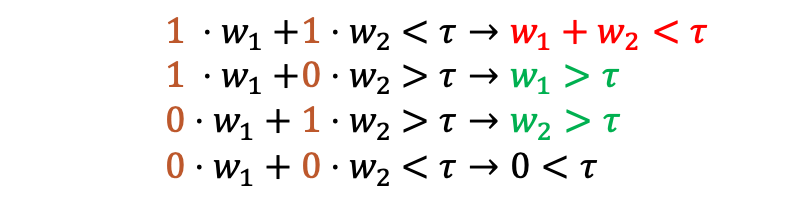 1 · w₁ + 1 · w₂ < τ → w₁ + w₂ < τ
1 · w₁ + 0 · w₂ > τ → w₁ > τ
0 · w₁ + 1 · w₂ > τ → w₂ > τ
0 · w₁ + 0 · w₂ < τ → 0 < τ